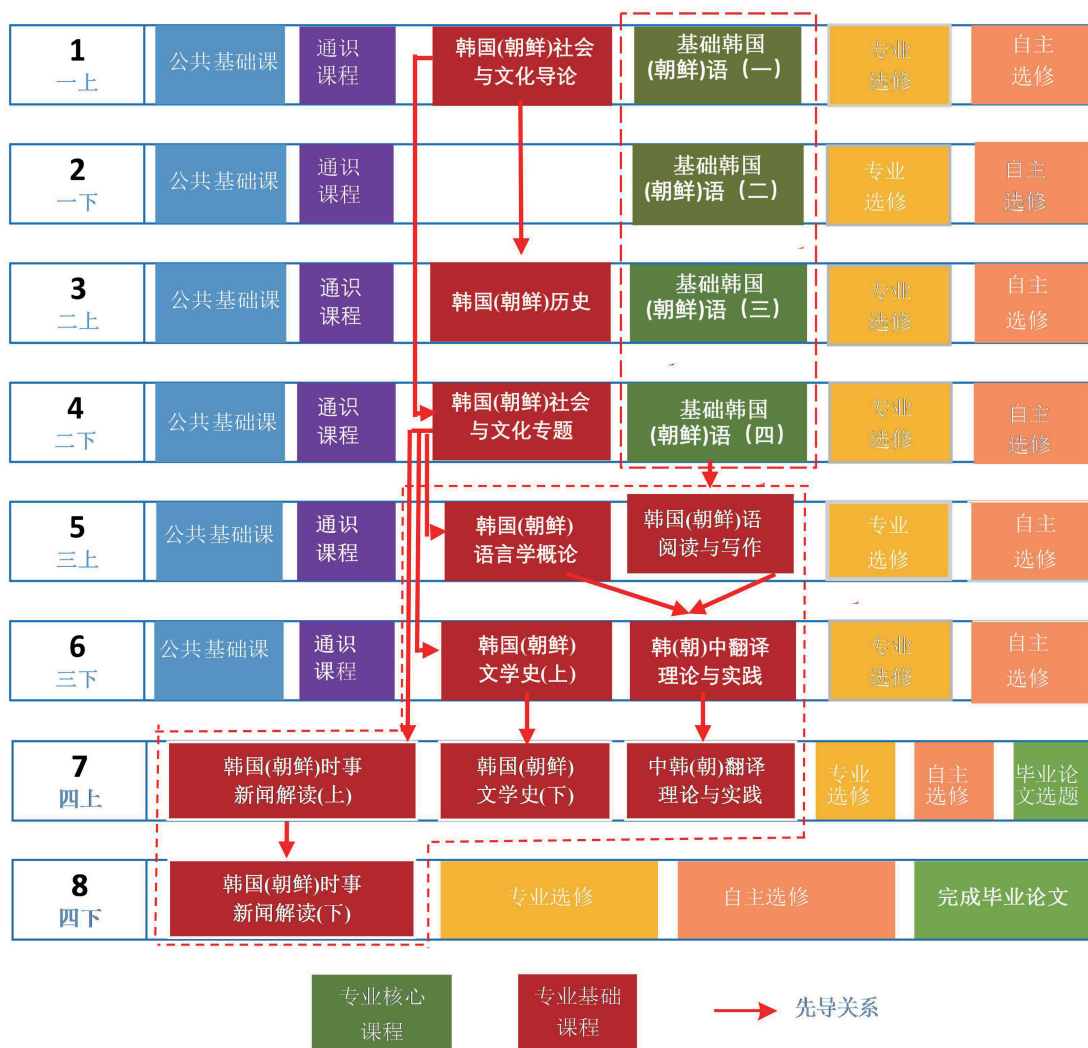 1
一上
公共基础课
通识
课程
韩国(朝鲜)社会
与文化导论
基础韩国
(朝鲜)语（一）
专业
选修
自主
选修
2
一下
公共基础课
通识
课程
基础韩国
(朝鲜)语（二）
专业
选修
自主
选修
3
二上
公共基础课
通识
课程
韩国(朝鲜)历史
基础韩国
(朝鲜)语（三）
专业
选修
自主
选修
4
二下
公共基础课
通识
课程
韩国(朝鲜)社会
与文化专题
基础韩国
(朝鲜)语（四）
专业
选修
自主
选修
5
三上
公共基础课
通识
课程
韩国(朝鲜)
语言学概论
韩国(朝鲜)语
阅读与写作
专业
选修
自主
选修
6
三下
公共基础课
通识
课程
韩国(朝鲜)
文学史(上)
韩(朝)中翻译
理论与实践
专业
选修
自主
选修
7
四上
韩国(朝鲜)时事
新闻解读(上)
韩国(朝鲜)
文学史(下)
中韩(朝)翻译
理论与实践
专业
选修
自主
选修
毕业论
文选题
8
四下
韩国(朝鲜)时事
新闻解读(下)
专业选修
自主选修
完成毕业论文
专业核心
课程
专业基础
课程
先导关系